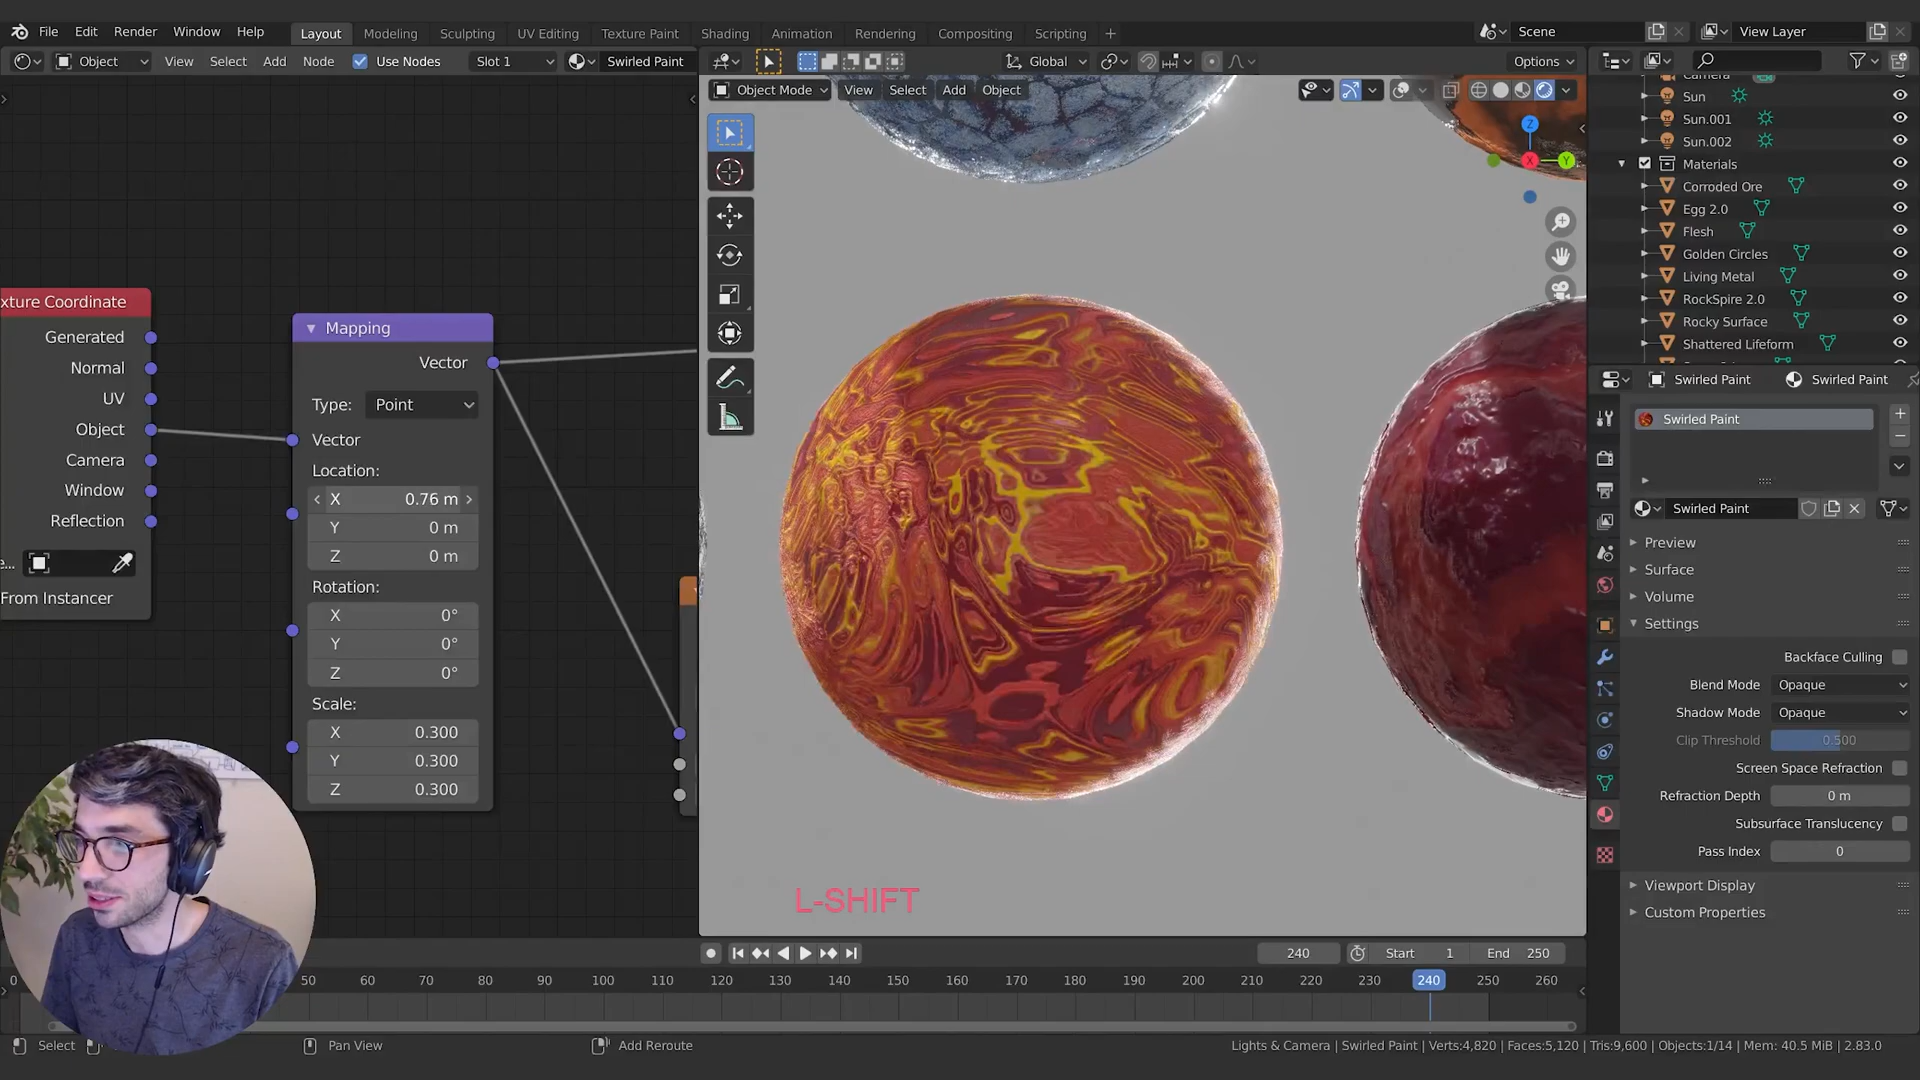 File Edit Render Window Help Layout Modeling Sculpting UV Editing Texture Paint Shading Animation Rendering Compositing Scripting + Scene View Layer
Object View Select Add Node Use Nodes Slot 1 Swirled Paint Global Options
Object Mode View Select Add Object
Camera
Sun
Sun.001
Sun.002
Materials
Corroded Ore
Egg 2.0
Flesh
Golden Circles
Living Metal
RockSpire 2.0
Rocky Surface
Shattered Lifeform
Z
Y
X
xture Coordinate
Generated
Normal
UV
Object
Camera
Window
Reflection
e...
From Instancer
Mapping
Vector
Type: Point
Vector
Location:
X 0.76 m
Y 0 m
Z 0 m
Rotation:
X 0°
Y 0°
Z 0°
Scale:
X 0.300
Y 0.300
Z 0.300
L-SHIFT
Swirled Paint Swirled Paint
Swirled Paint
Swirled Paint
Preview
Surface
Volume
Settings
Backface Culling
Blend Mode Opaque
Shadow Mode Opaque
Clip Threshold 0.500
Screen Space Refraction
Refraction Depth 0 m
Subsurface Translucency
Pass Index 0
Viewport Display
Custom Properties
240 Start 1 End 250
0 50 60 70 80 90 100 110 120 130 140 150 160 170 180 190 200 210 220 230 240 250 260
Select Pan View Add Reroute Lights & Camera | Swirled Paint | Verts:4,820 | Faces:5,120 | Tris:9,600 | Objects:1/14 | Mem: 40.5 MiB | 2.83.0